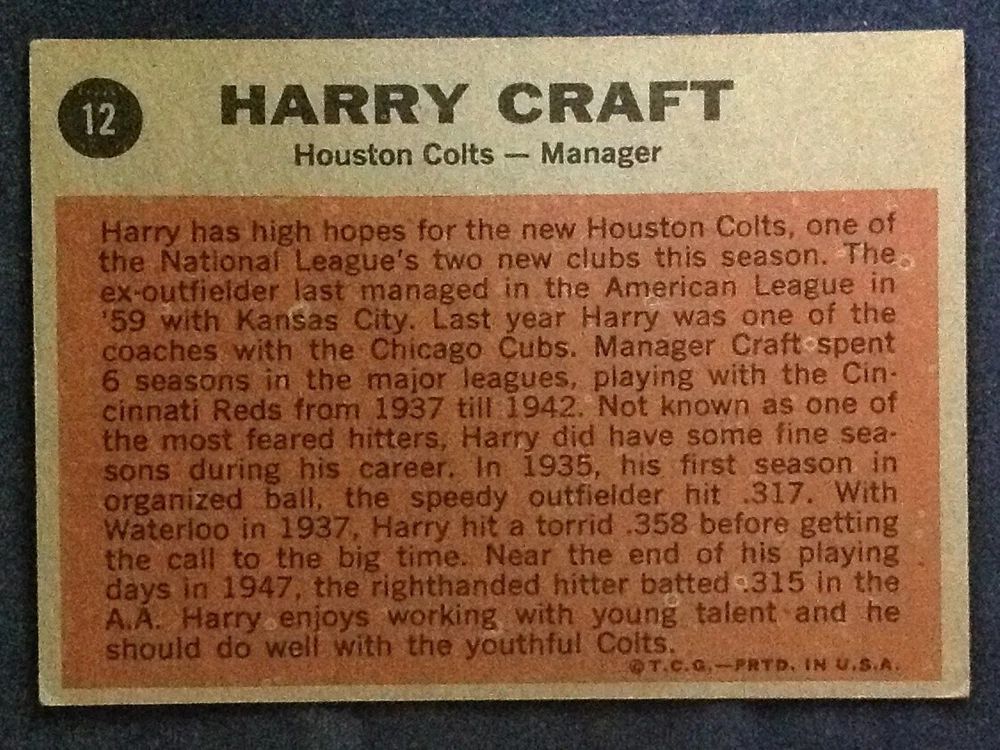 12
HARRY CRAFT
Houston Colts — Manager
Harry has high hopes for the new Houston Colts, one of
the National League's two new clubs this season. The
ex-outfielder last managed in the American League in
'59 with Kansas City. Last year Harry was one of the
coaches with the Chicago Cubs. Manager Craft spent
6 seasons in the major leagues, playing with the Cin-
cinnati Reds from 1937 till 1942. Not known as one of
the most feared hitters, Harry did have some fine sea-
sons during his career. In 1935, his first season in
organized ball, the speedy outfielder hit .317. With
Waterloo in 1937, Harry hit a torrid .358 before getting
the call to the big time. Near the end of his playing
days in 1947, the righthanded hitter batted .315 in the
A.A. Harry enjoys working with young talent and he
should do well with the youthful Colts.
©T.C.G.—PRTD. IN U.S.A.